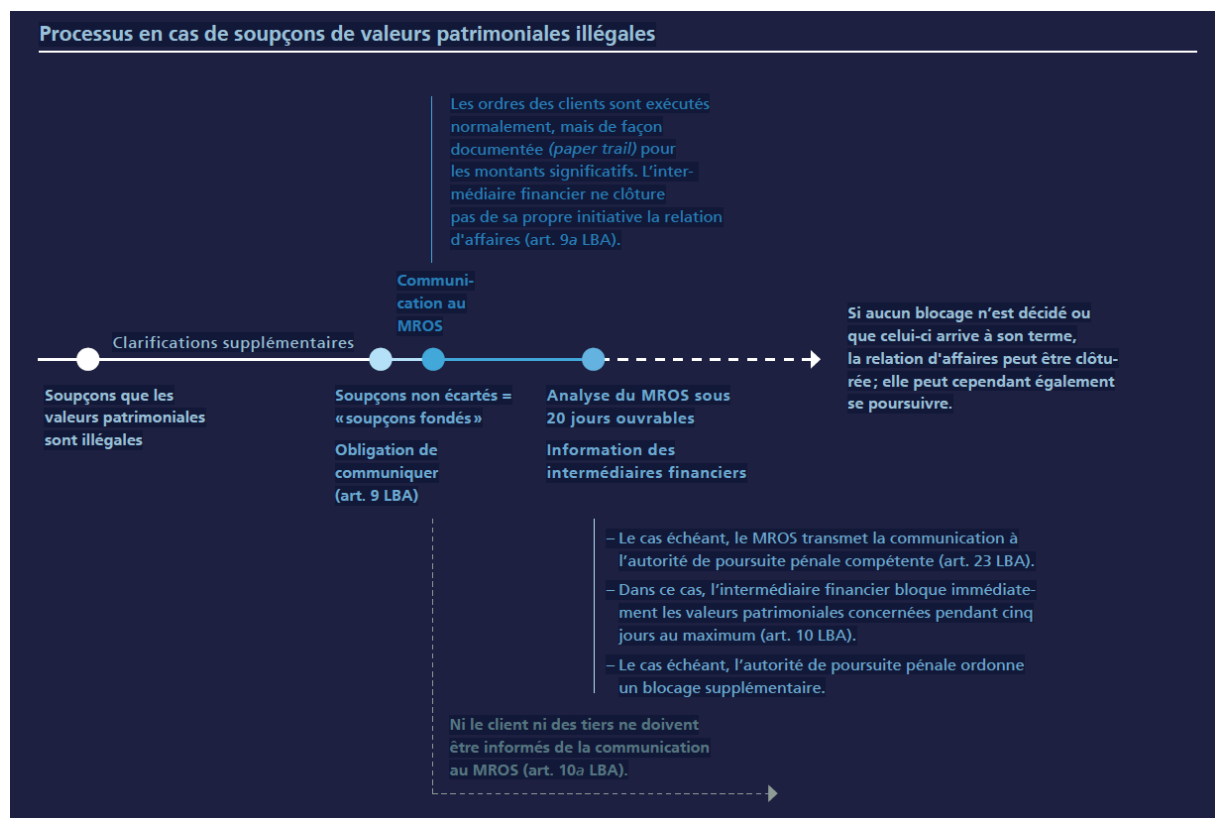 Processus en cas de soupçons de valeurs patrimoniales illégales
Les ordres des clients sont exécutés
normalement, mais de façon
documentée (paper trail) pour
les montants significatifs. L'inter-
médiaire financier ne clôture
pas de sa propre initiative la relation
d'affaires (art. 9a LBA).
Communi-
cation au
MROS
Clarifications supplémentaires
Soupçons que les
valeurs patrimoniales
sont illégales
Soupçons non écartés =
«soupçons fondés»
Obligation de
communiquer
(art. 9 LBA)
Analyse du MROS sous
20 jours ouvrables
Information des
intermédiaires financiers
Si aucun blocage n'est décidé ou
que celui-ci arrive à son terme,
la relation d'affaires peut être clôtu-
rée; elle peut cependant également
se poursuivre.
– Le cas échéant, le MROS transmet la communication à
l'autorité de poursuite pénale compétente (art. 23 LBA).
– Dans ce cas, l'intermédiaire financier bloque immédiate-
ment les valeurs patrimoniales concernées pendant cinq
jours au maximum (art. 10 LBA).
– Le cas échéant, l'autorité de poursuite pénale ordonne
un blocage supplémentaire.
Ni le client ni des tiers ne doivent
être informés de la communication
au MROS (art. 10a LBA).